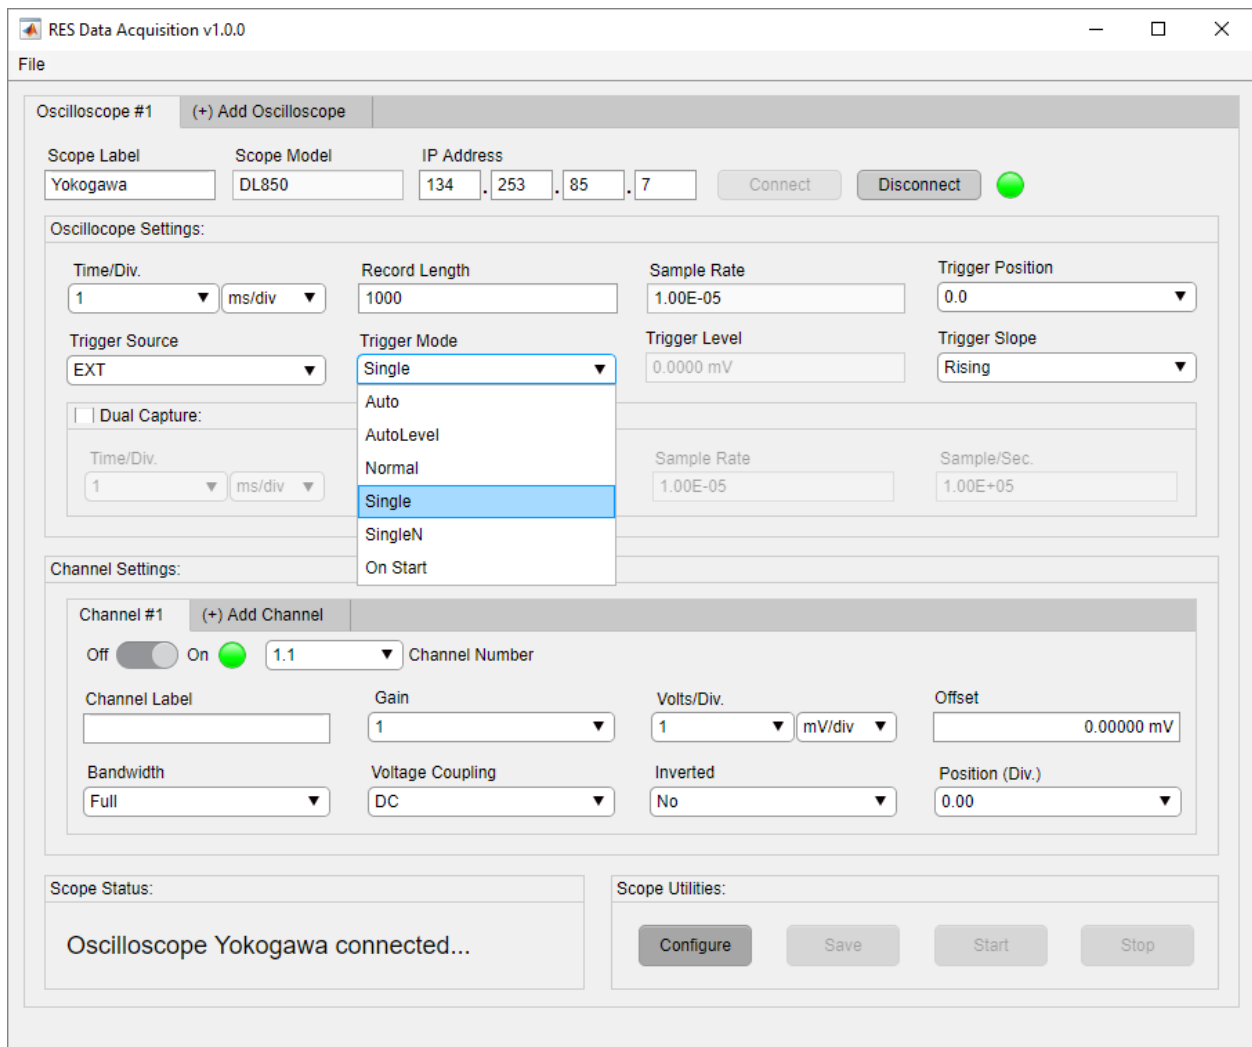 RES Data Acquisition v1.0.0
File
Oscilloscope #1 (+) Add Oscilloscope
Scope Label Scope Model IP Address
Yokogawa DL850 134 . 253 . 85 . 7 Connect Disconnect
Oscillocope Settings:
Time/Div. Record Length Sample Rate Trigger Position
1 ms/div 1000 1.00E-05 0.0
Trigger Source Trigger Mode Trigger Level Trigger Slope
EXT Single 0.0000 mV Rising
Auto
Dual Capture:
AutoLevel
Time/Div. Sample Rate Sample/Sec.
Normal
1 ms/div 1.00E-05 1.00E+05
Single
SingleN
On Start
Channel Settings:
Channel #1 (+) Add Channel
Off On 1.1 Channel Number
Channel Label Gain Volts/Div. Offset
1 1 mV/div 0.00000 mV
Bandwidth Voltage Coupling Inverted Position (Div.)
Full DC No 0.00
Scope Status: Scope Utilities:
Oscilloscope Yokogawa connected... Configure Save Start Stop